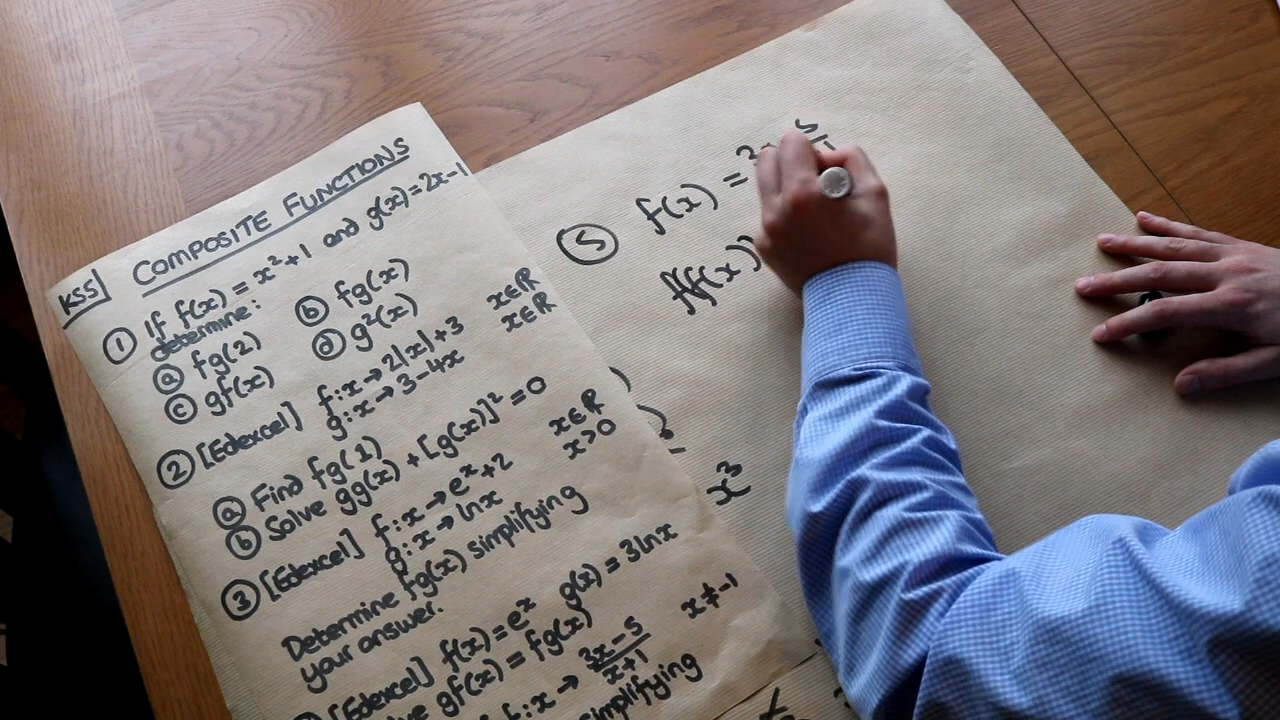 KS5 COMPOSITE FUNCTIONS
① If f(x) = x²+1 and g(x) = 2x-1
determine:
ⓐ fg(2) ⓑ fg(x)
ⓒ gf(x) ⓓ g²(x)
② [Edexcel] f:x→2|x|+3 x∈ℝ
g:x→3-4x x∈ℝ
ⓐ Find fg(1)
ⓑ Solve gg(x) + [g(x)]² = 0
③ [Edexcel] f:x→eˣ+2 x∈ℝ
g:x→lnx x>0
Determine fg(x) simplifying
your answer.
[Edexcel] f(x) = eˣ g(x) = 3lnx
gf(x) = fg(x)
f:x→ 3x-5/x+1 x≠-1
simplifying
⑤ f(x) =
ff(x)
x³